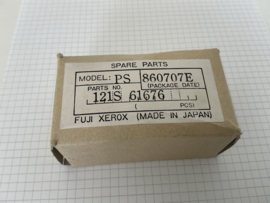 SPARE PARTS
MODEL: PS 860707E
(PACKAGE DATE)
PARTS NO.
121S 61676
( PCS)
FUJI XEROX (MADE IN JAPAN)